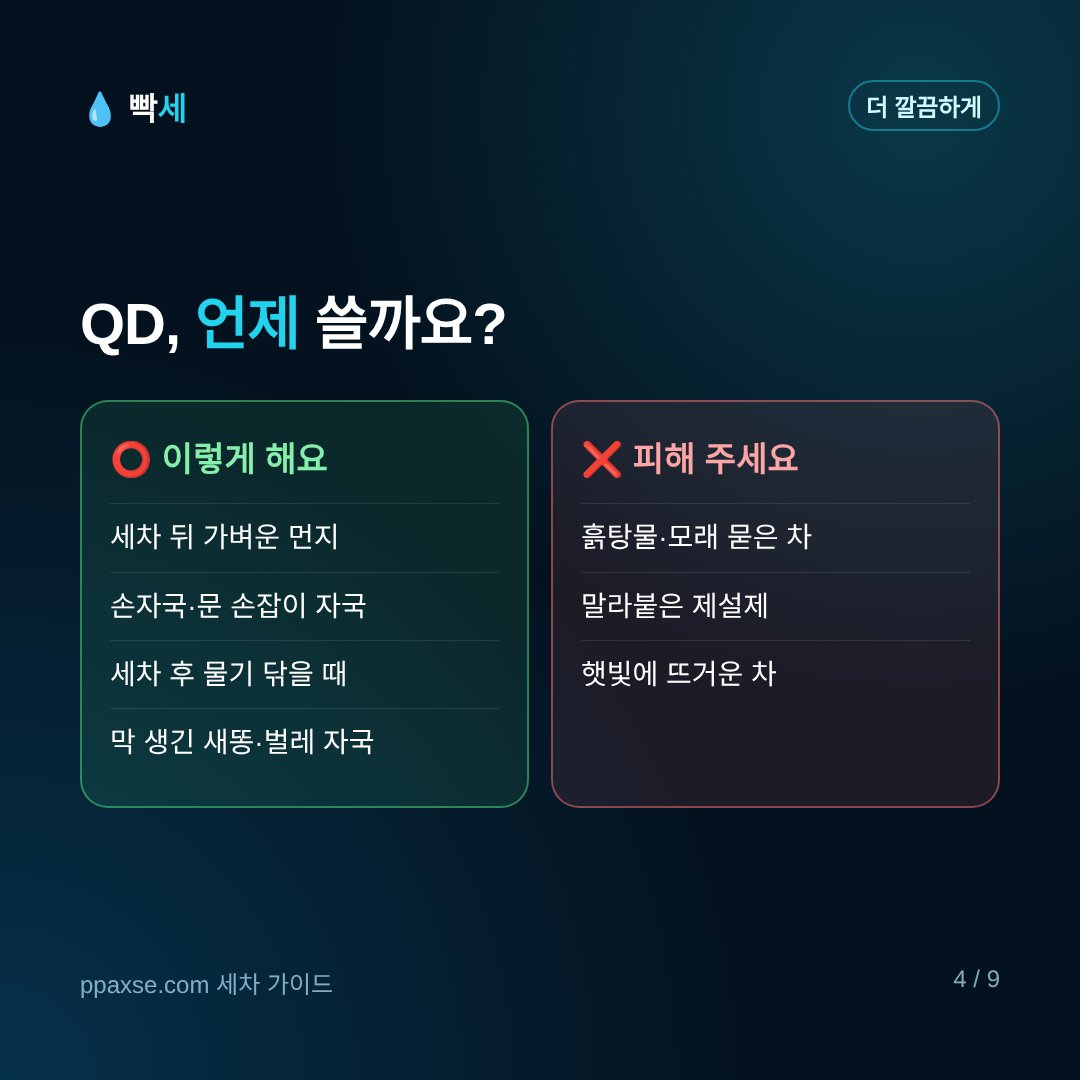 빡세
더 깔끔하게
QD, 언제 쓸까요?
이렇게 해요
세차 뒤 가벼운 먼지
손자국·문 손잡이 자국
세차 후 물기 닦을 때
막 생긴 새똥·벌레 자국
피해 주세요
흙탕물·모래 묻은 차
말라붙은 제설제
햇빛에 뜨거운 차
ppaxse.com 세차 가이드
4 / 9